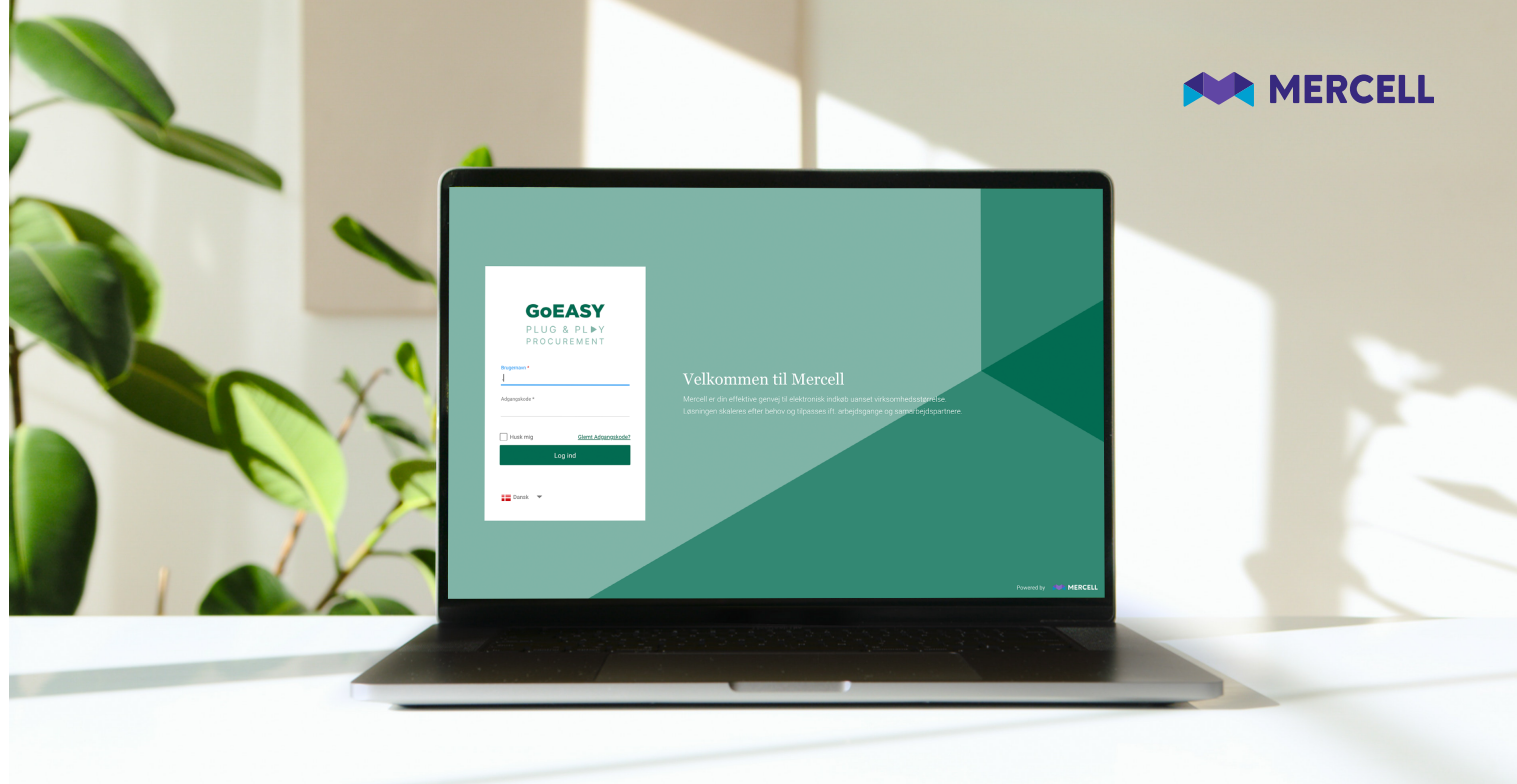 MERCELL
GoEASY
PLUG & PLAY
PROCUREMENT
Brugernavn *
Adgangskode *
Husk mig
Glemt Adgangskode?
Log ind
Dansk
Velkommen til Mercell
Mercell er din effektive genvej til elektronisk indkøb uanset virksomhedsstørrelse.
Løsningen skaleres efter behov og tilpasses ift. arbejdsgange og samarbejdspartnere.
Powered by MERCELL